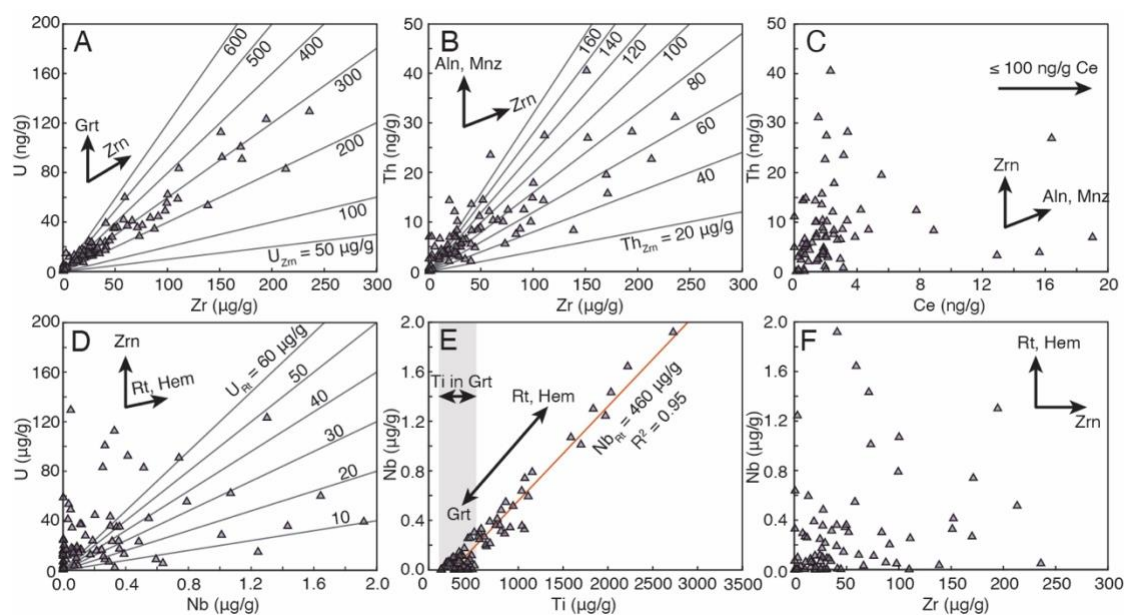 A
U (ng/g)
200
160
120
80
40
0
600
500
400
300
200
100
U_Zrn = 50 µg/g
Grt
Zrn
0
50
100
150
200
250
300
Zr (µg/g)
B
Th (ng/g)
50
40
30
20
10
0
160
140
120
100
80
60
40
Th_Zrn = 20 µg/g
Aln, Mnz
Zrn
0
50
100
150
200
250
300
Zr (µg/g)
C
Th (ng/g)
50
40
30
20
10
0
≤ 100 ng/g Ce
Zrn
Aln, Mnz
0
4
8
12
16
20
Ce (ng/g)
D
U (µg/g)
200
160
120
80
40
0
Zrn
Rt, Hem
U_Rt = 60 µg/g
50
40
30
20
10
0.0
0.4
0.8
1.2
1.6
2.0
Nb (µg/g)
E
Nb (µg/g)
2.0
1.6
1.2
0.8
0.4
0.0
Ti in Grt
Rt, Hem
Grt
Nb_Rt = 460 µg/g
R² = 0.95
0
500
1000
1500
2000
2500
3000
3500
Ti (µg/g)
F
Nb (µg/g)
2.0
1.6
1.2
0.8
0.4
0.0
Rt, Hem
Zrn
0
50
100
150
200
250
300
Zr (µg/g)